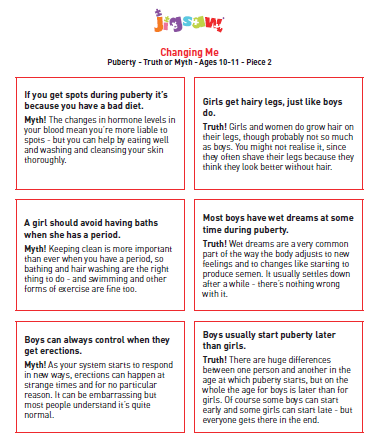 jigsaw
Changing Me
Puberty - Truth or Myth - Ages 10-11 - Piece 2
If you get spots during puberty it's
because you have a bad diet.
Myth! The changes in hormone levels in
your blood mean you're more liable to
spots - but you can help by eating well
and washing and cleansing your skin
thoroughly.
Girls get hairy legs, just like boys
do.
Truth! Girls and women do grow hair on
their legs, though probably not so much
as boys. You might not realise it, since
they often shave their legs because they
think they look better without hair.
A girl should avoid having baths
when she has a period.
Myth! Keeping clean is more important
than ever when you have a period, so
bathing and hair washing are the right
thing to do - and swimming and other
forms of exercise are fine too.
Most boys have wet dreams at some
time during puberty.
Truth! Wet dreams are a very common
part of the way the body adjusts to new
feelings and to changes like starting to
produce semen. It usually settles down
after a while - there's nothing wrong
with it.
Boys can always control when they
get erections.
Myth! As your system starts to respond
in new ways, erections can happen at
strange times and for no particular
reason. It can be embarrassing but
most people understand it's quite
normal.
Boys usually start puberty later
than girls.
Truth! There are huge differences
between one person and another in the
age at which puberty starts, but on the
whole the age for boys is later than for
girls. Of course some boys can start
early and some girls can start late - but
everyone gets there in the end.